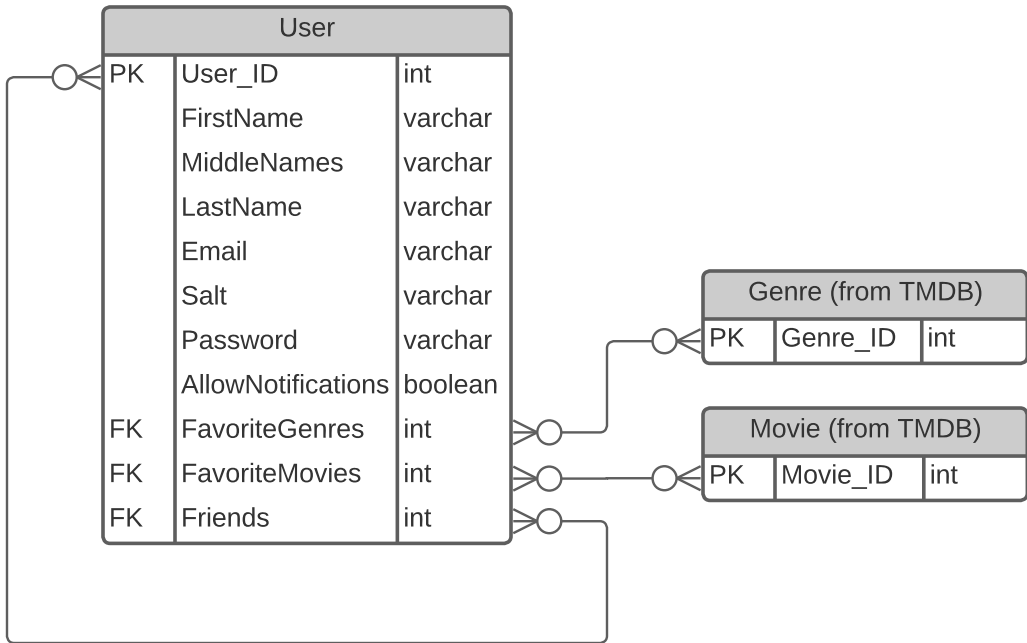 User
PK User_ID int
FirstName varchar
MiddleNames varchar
LastName varchar
Email varchar
Salt varchar
Password varchar
AllowNotifications boolean
FK FavoriteGenres int
FK FavoriteMovies int
FK Friends int
Genre (from TMDB)
PK Genre_ID int
Movie (from TMDB)
PK Movie_ID int